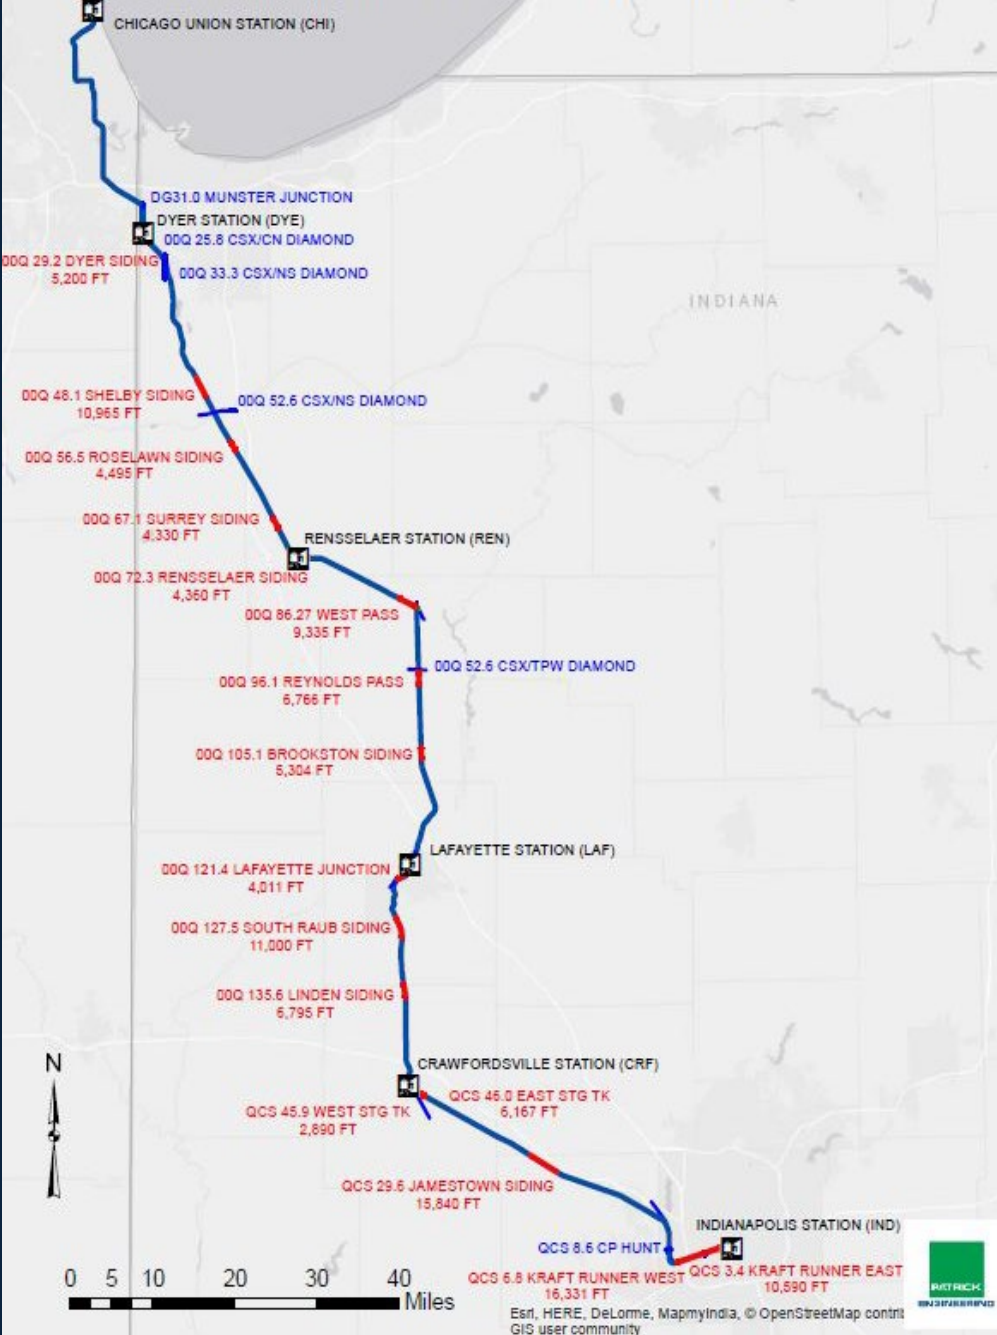 CHICAGO UNION STATION (CHI)
DG31.0 MUNSTER JUNCTION
DYER STATION (DYE)
00Q 25.8 CSX/CN DIAMOND
00Q 29.2 DYER SIDING
5,200 FT
00Q 33.3 CSX/NS DIAMOND
INDIANA
00Q 48.1 SHELBY SIDING
10,965 FT
00Q 52.6 CSX/NS DIAMOND
00Q 56.5 ROSELAWN SIDING
4,495 FT
00Q 67.1 SURREY SIDING
4,330 FT
RENSSELAER STATION (REN)
00Q 72.3 RENSSELAER SIDING
4,360 FT
00Q 86.27 WEST PASS
9,335 FT
00Q 52.6 CSX/TPW DIAMOND
00Q 96.1 REYNOLDS PASS
6,766 FT
00Q 105.1 BROOKSTON SIDING
5,304 FT
LAFAYETTE STATION (LAF)
00Q 121.4 LAFAYETTE JUNCTION
4,011 FT
00Q 127.5 SOUTH RAUB SIDING
11,000 FT
00Q 135.6 LINDEN SIDING
6,795 FT
CRAWFORDSVILLE STATION (CRF)
QCS 46.0 EAST STG TK
6,167 FT
QCS 45.9 WEST STG TK
2,890 FT
N
QCS 29.6 JAMESTOWN SIDING
15,840 FT
INDIANAPOLIS STATION (IND)
QCS 8.6 CP HUNT
QCS 6.8 KRAFT RUNNER WEST
16,331 FT
QCS 3.4 KRAFT RUNNER EAST
10,590 FT
0 5 10 20 30 40
Miles
Esri, HERE, DeLorme, MapmyIndia, © OpenStreetMap contri
GIS user community
PATRICK
ENGINEERING